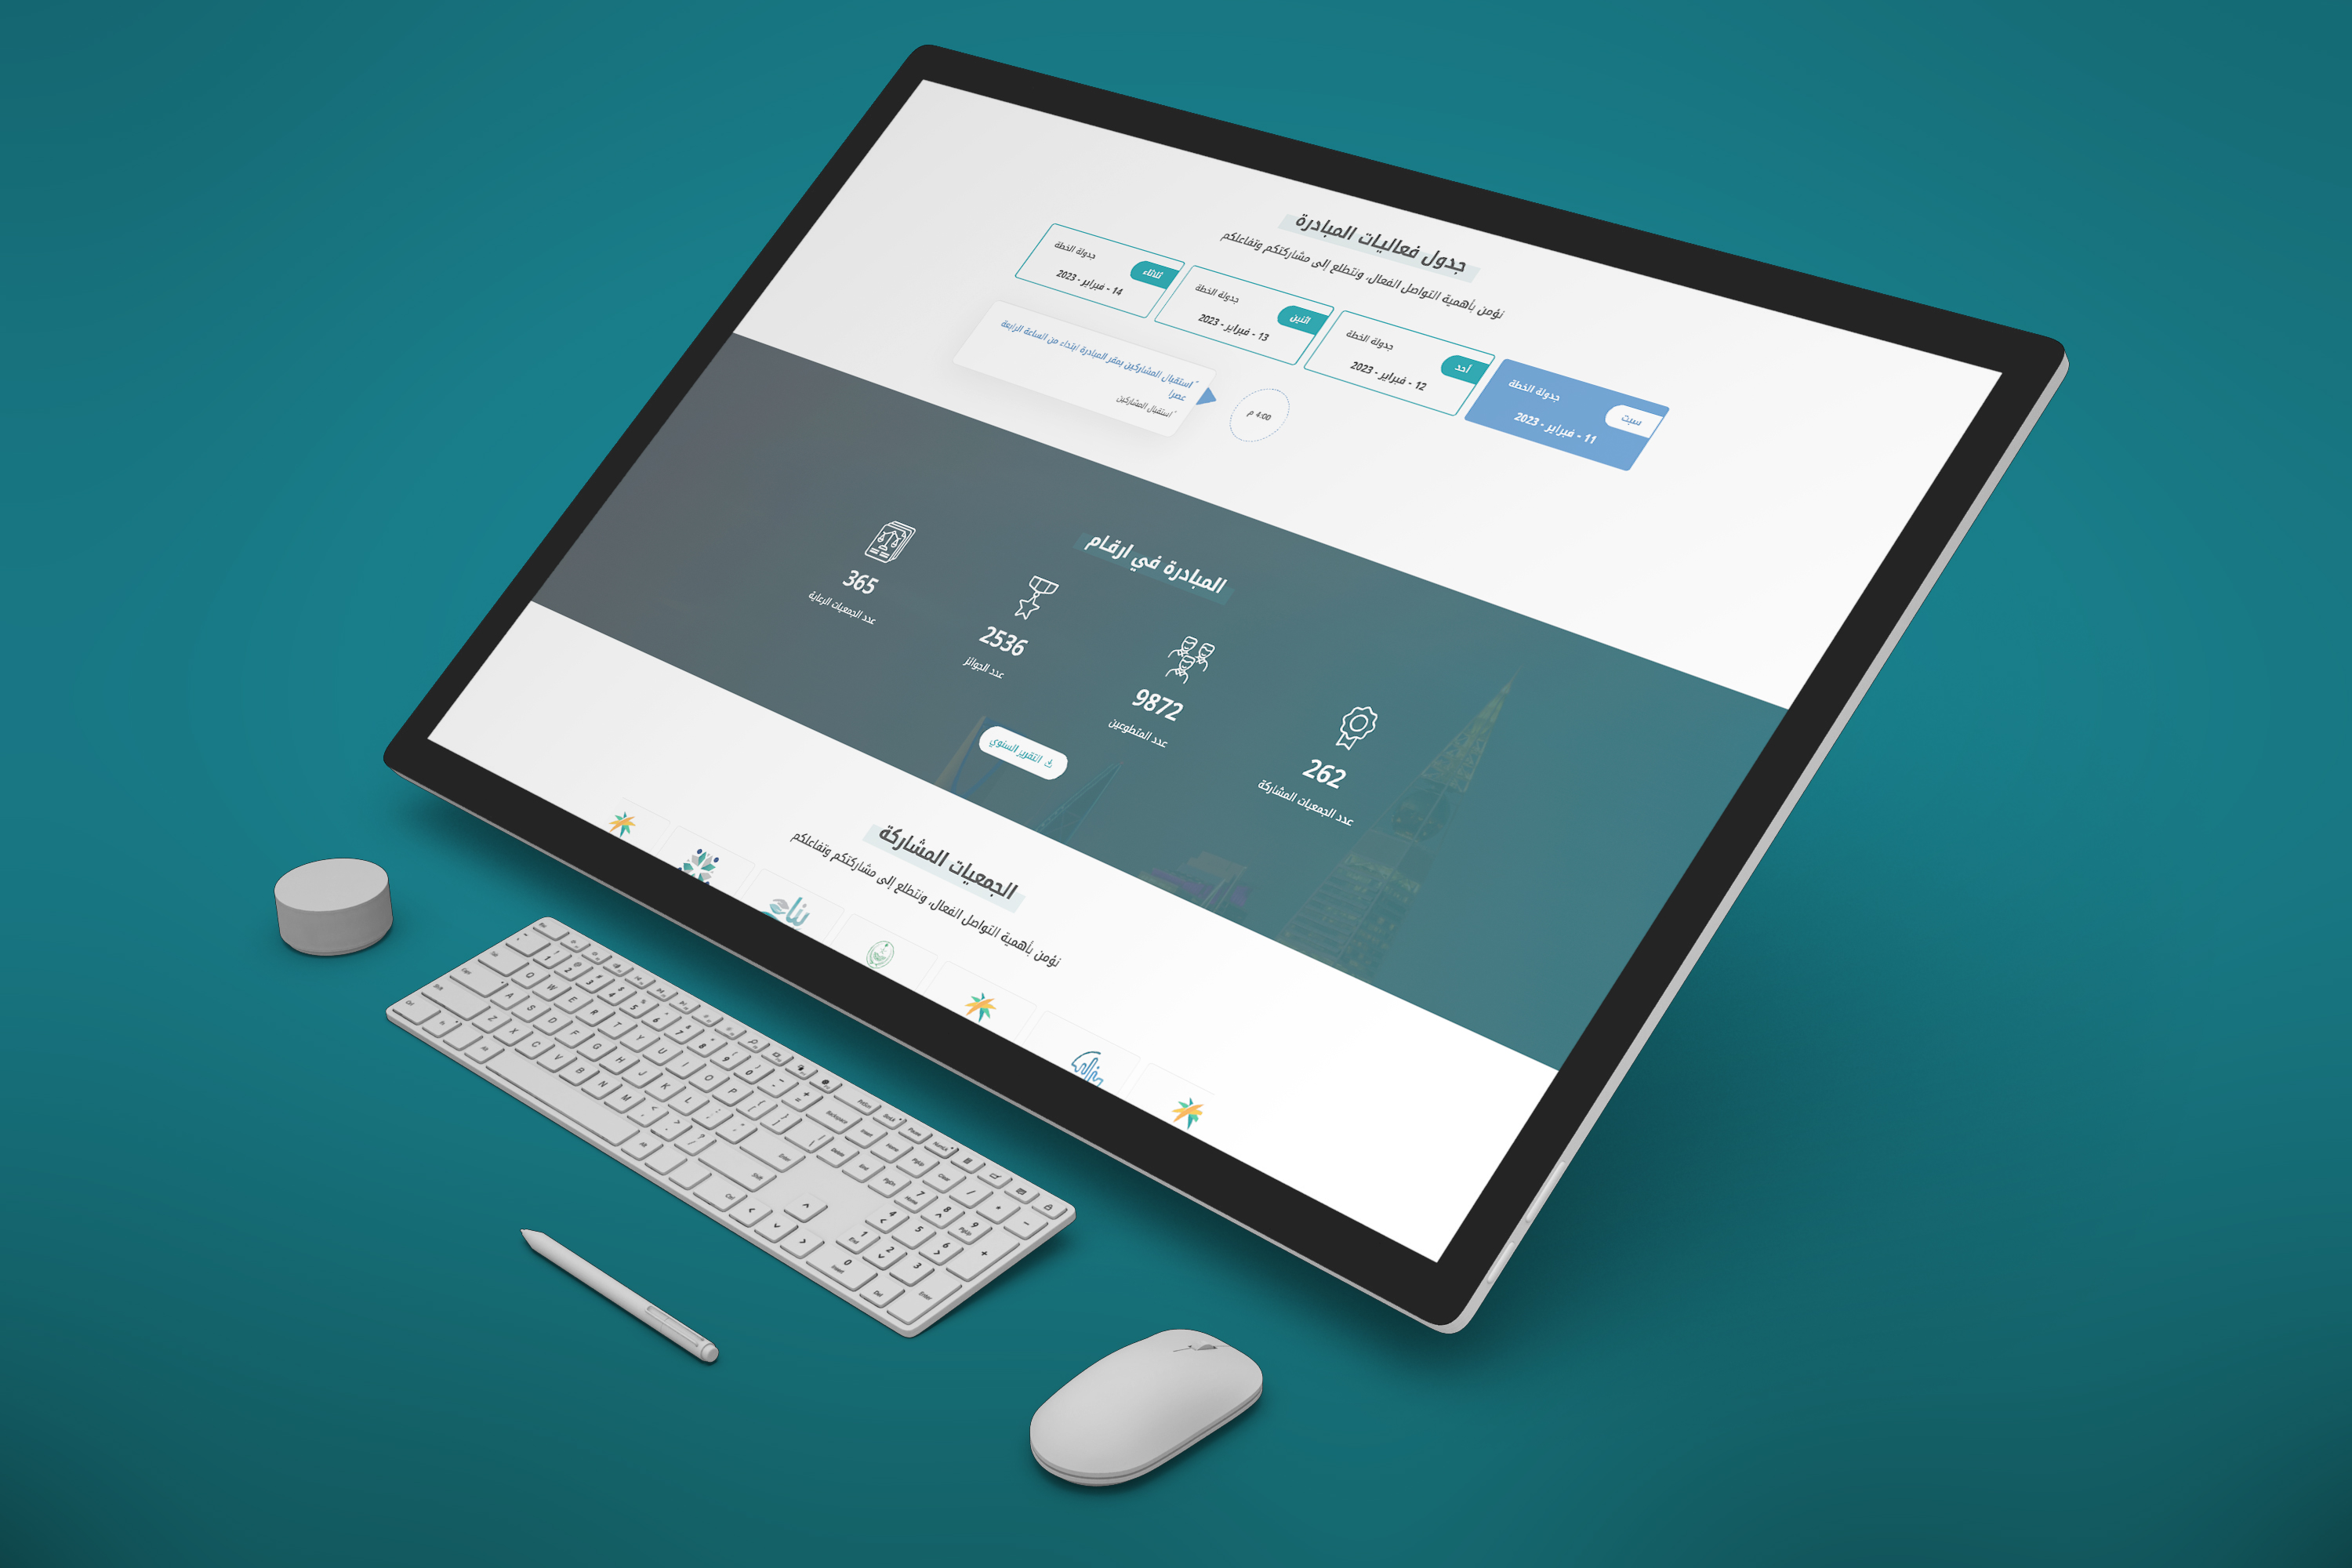 جدول فعاليات المبادرة
نؤمن بأهمية التواصل الفعال، ونتطلع إلى مشاركتكم وتفاعلكم
سبت
جدولة الخطة
11 - فبراير - 2023
أحد
جدولة الخطة
12 - فبراير - 2023
اثنين
جدولة الخطة
13 - فبراير - 2023
ثلاثاء
جدولة الخطة
14 - فبراير - 2023
4:00 م
استقبال المشاركين بمقر المبادرة ابتداء من الساعة الرابعة
عصرا
استقبال المشاركين
المبادرة في ارقام
262
عدد الجمعيات المشاركة
9872
عدد المتطوعين
2536
عدد الجوائز
365
عدد الجمعيات الرعاية
التقرير السنوي
الجمعيات المشاركة
نؤمن بأهمية التواصل الفعال، ونتطلع إلى مشاركتكم وتفاعلكم
بناء